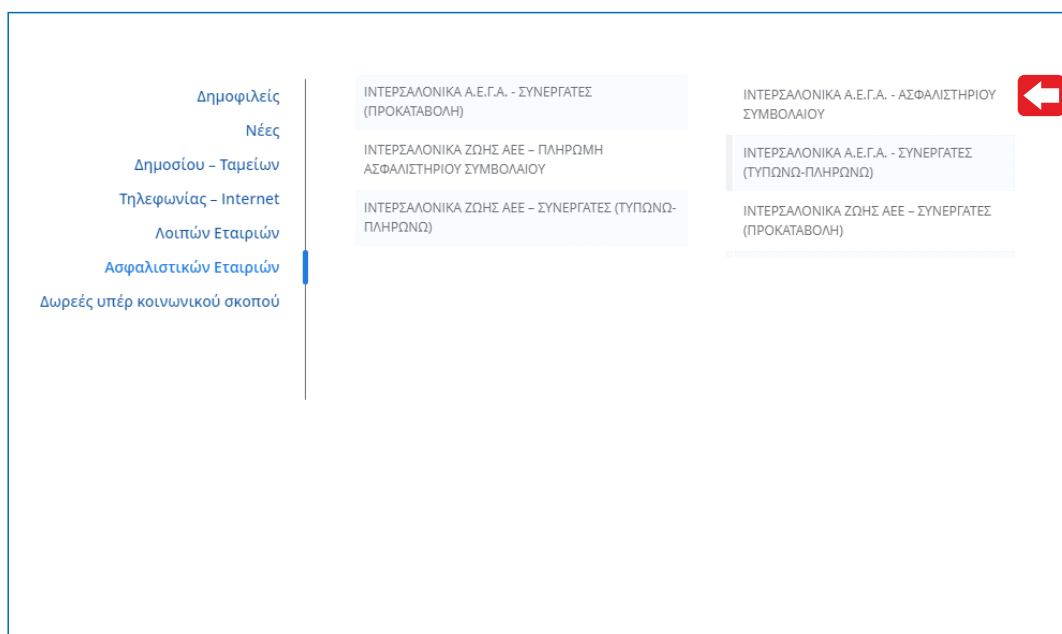 Δημοφιλείς
Νέες
Δημοσίου – Ταμείων
Τηλεφωνίας – Internet
Λοιπών Εταιριών
Ασφαλιστικών Εταιριών
Δωρεές υπέρ κοινωνικού σκοπού
ΙΝΤΕΡΣΑΛΟΝΙΚΑ Α.Ε.Γ.Α. - ΣΥΝΕΡΓΑΤΕΣ
(ΠΡΟΚΑΤΑΒΟΛΗ)
ΙΝΤΕΡΣΑΛΟΝΙΚΑ ΖΩΗΣ ΑΕΕ – ΠΛΗΡΩΜΗ
ΑΣΦΑΛΙΣΤΗΡΙΟΥ ΣΥΜΒΟΛΑΙΟΥ
ΙΝΤΕΡΣΑΛΟΝΙΚΑ ΖΩΗΣ ΑΕΕ – ΣΥΝΕΡΓΑΤΕΣ (ΤΥΠΩΝΩ-
ΠΛΗΡΩΝΩ)
ΙΝΤΕΡΣΑΛΟΝΙΚΑ Α.Ε.Γ.Α. - ΑΣΦΑΛΙΣΤΗΡΙΟΥ
ΣΥΜΒΟΛΑΙΟΥ
ΙΝΤΕΡΣΑΛΟΝΙΚΑ Α.Ε.Γ.Α. - ΣΥΝΕΡΓΑΤΕΣ
(ΤΥΠΩΝΩ-ΠΛΗΡΩΝΩ)
ΙΝΤΕΡΣΑΛΟΝΙΚΑ ΖΩΗΣ ΑΕΕ – ΣΥΝΕΡΓΑΤΕΣ
(ΠΡΟΚΑΤΑΒΟΛΗ)